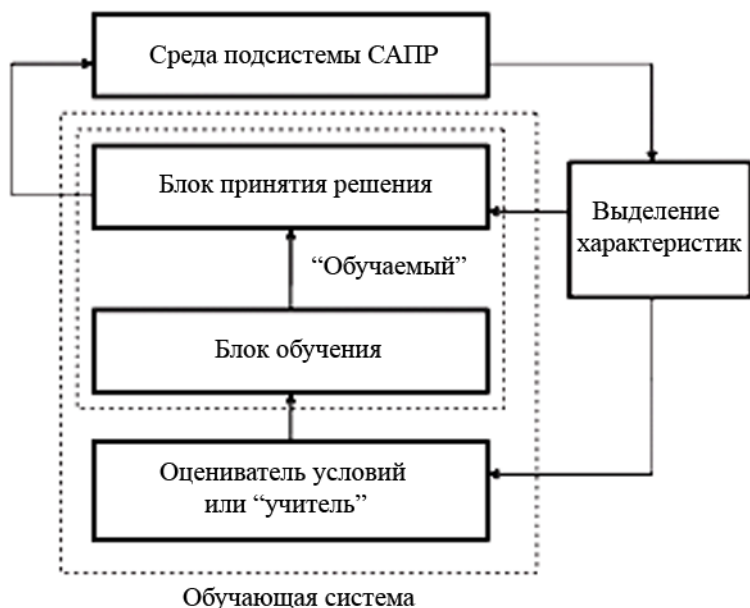 Среда подсистемы САПР
Блок принятия решения
Выделение
характеристик
“Обучаемый”
Блок обучения
Оцениватель условий
или “учитель”
Обучающая система